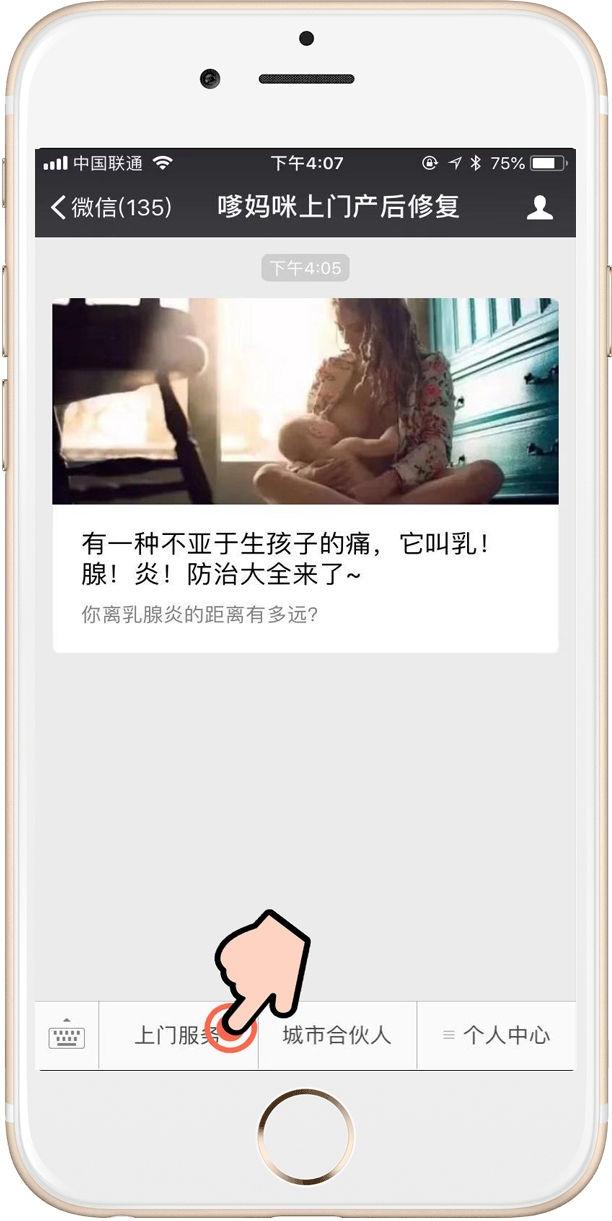 中国联通 下午4:07 75%
微信(135) 嗲妈咪上门产后修复
下午4:05
有一种不亚于生孩子的痛，它叫乳！
腺！炎！防治大全来了~
你离乳腺炎的距离有多远?
上门服务 城市合伙人 个人中心